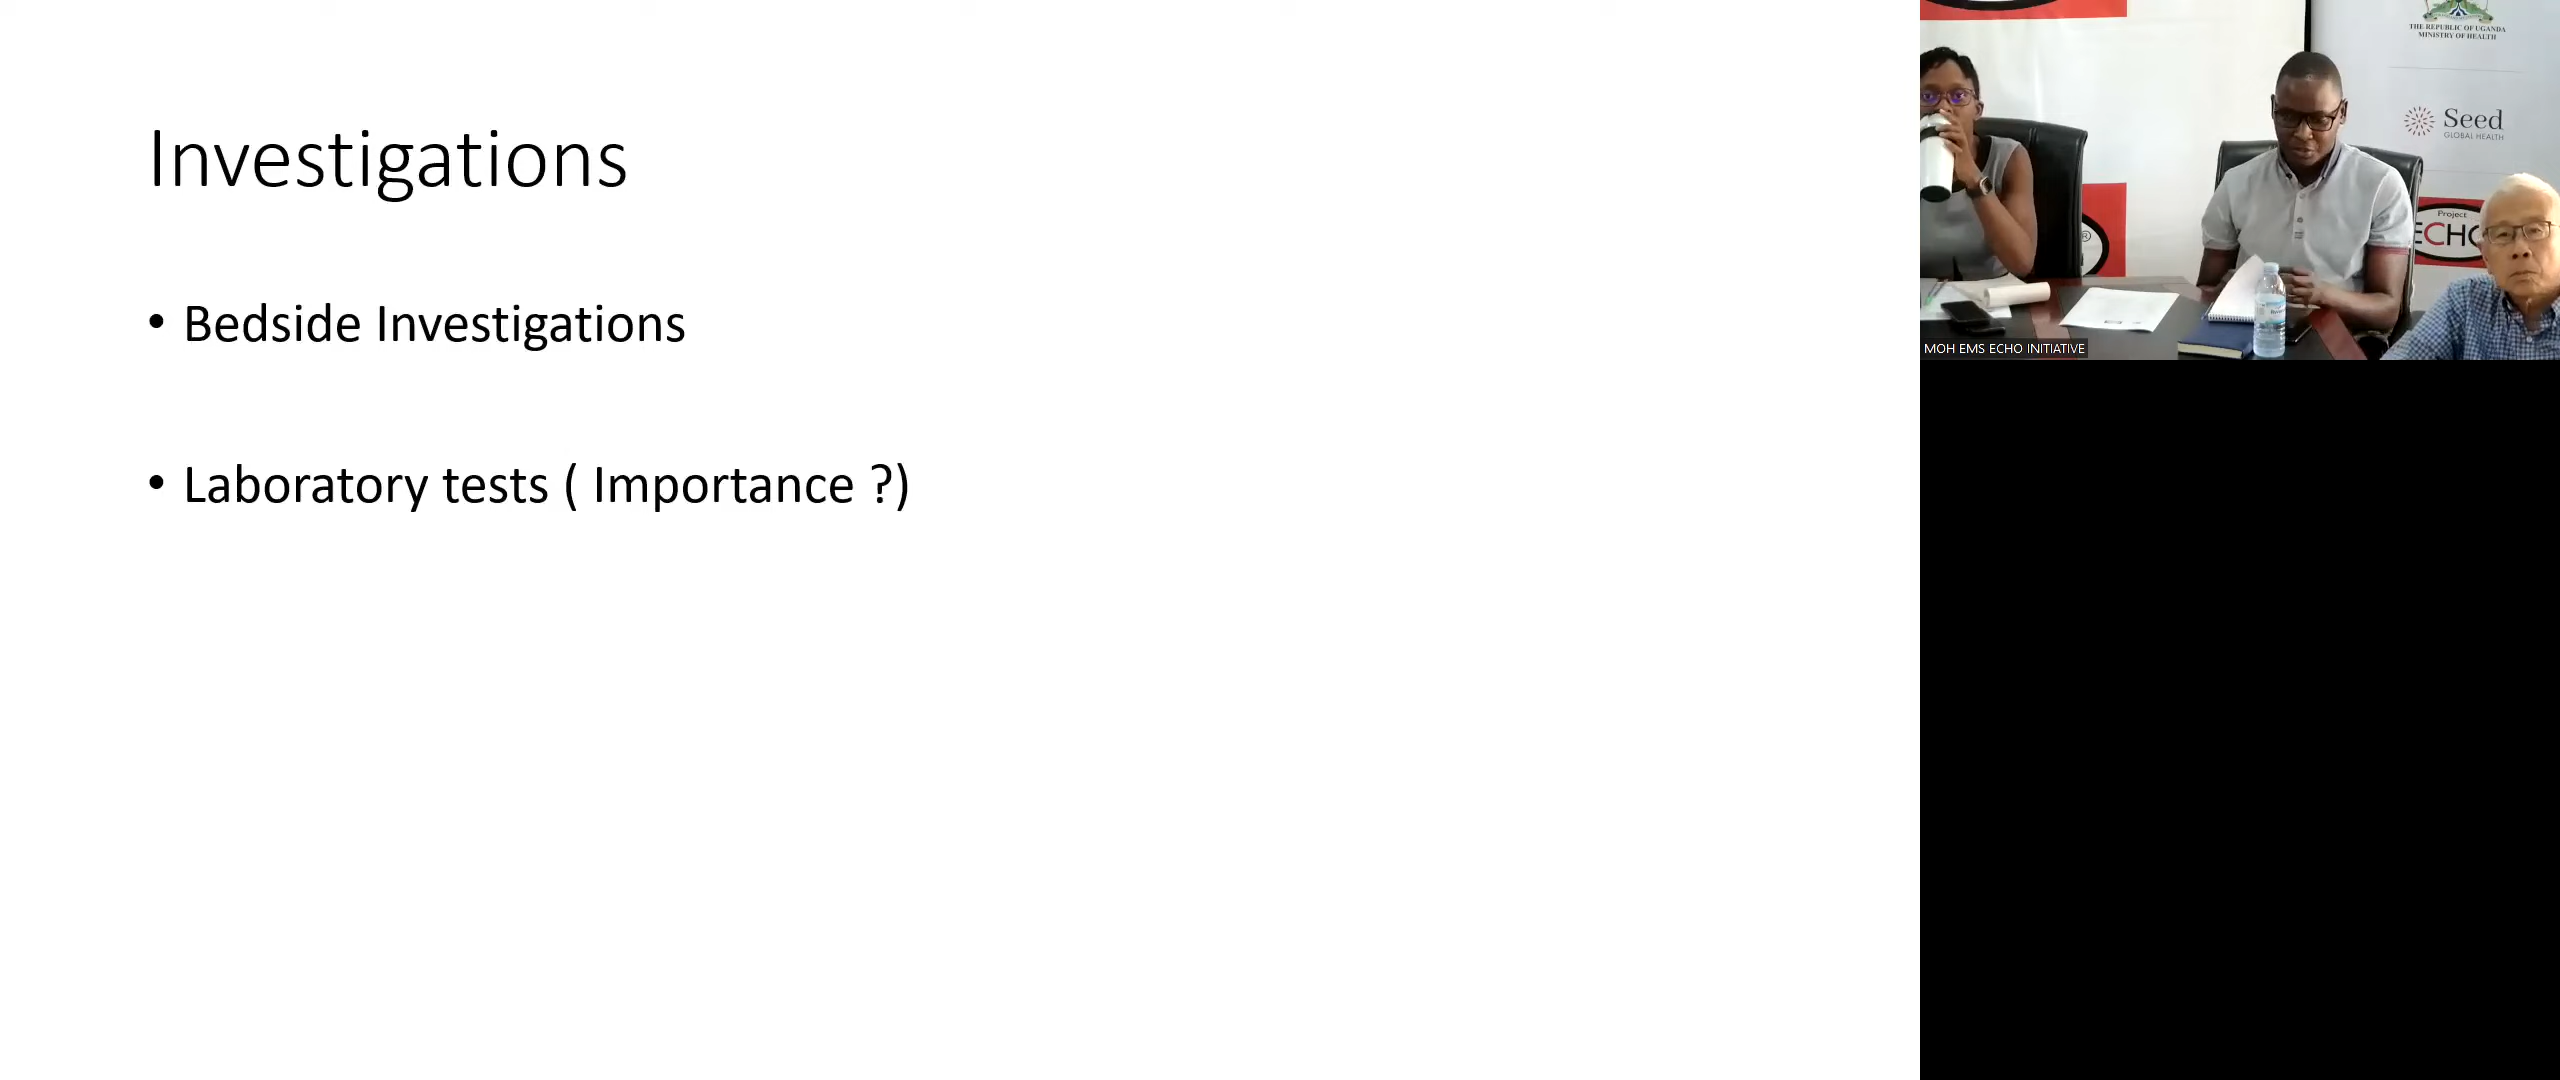 Investigations
• Bedside Investigations
• Laboratory tests ( Importance ?)
THE REPUBLIC OF UGANDA
MINISTRY OF HEALTH
Seed
GLOBAL HEALTH
Project
ECHO
®
MOH EMS ECHO INITIATIVE